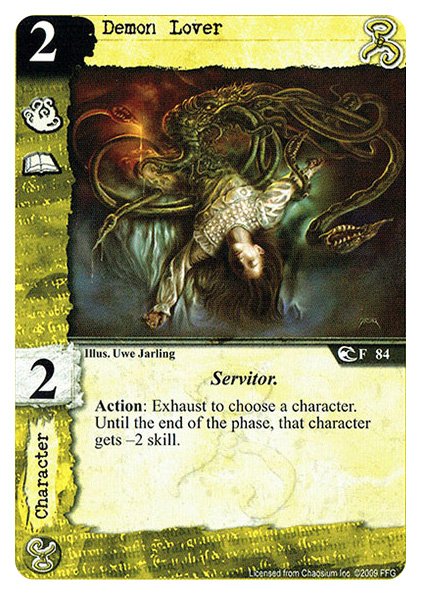 2
Demon Lover
Illus. Uwe Jarling
F 84
2
Servitor.
Action: Exhaust to choose a character.
Until the end of the phase, that character
gets –2 skill.
Character
Licensed from Chaosium Inc. ©2009 FFG